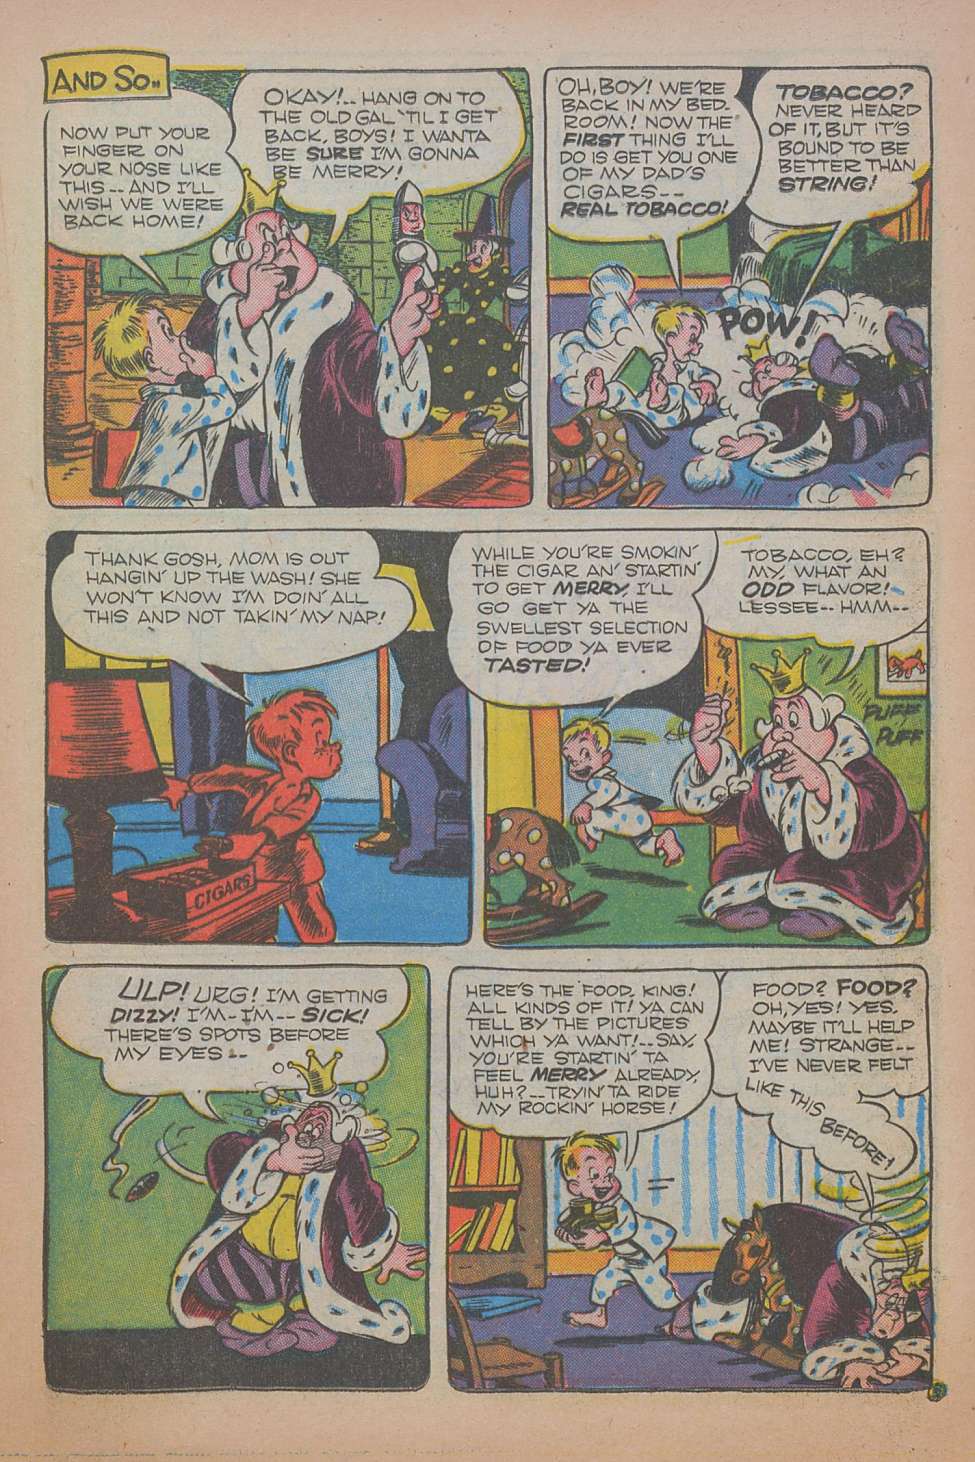 AND SO..
NOW PUT YOUR
FINGER ON
YOUR NOSE LIKE
THIS -- AND I'LL
WISH WE WERE
BACK HOME!
OKAY!-- HANG ON TO
THE OLD GAL 'TIL I GET
BACK, BOYS! I WANTA
BE SURE I'M GONNA
BE MERRY!
OH, BOY! WE'RE
BACK IN MY BED-
ROOM! NOW THE
FIRST THING I'LL
DO IS GET YOU ONE
OF MY DAD'S
CIGARS--
REAL TOBACCO!
TOBACCO?
NEVER HEARD
OF IT, BUT IT'S
BOUND TO BE
BETTER THAN
STRING!
POW!
THANK GOSH, MOM IS OUT
HANGIN' UP THE WASH! SHE
WON'T KNOW I'M DOIN' ALL
THIS AND NOT TAKIN' MY NAP!
CIGARS
WHILE YOU'RE SMOKIN'
THE CIGAR AN' STARTIN'
TO GET MERRY, I'LL
GO GET YA THE
SWELLEST SELECTION
OF FOOD YA EVER
TASTED!
TOBACCO, EH?
MY, WHAT AN
ODD FLAVOR!
LESSEE-- HMM--
PUFF
PUFF
ULP! URG! I'M GETTING
DIZZY! I'M-I'M-- SICK!
THERE'S SPOTS BEFORE
MY EYES --
HERE'S THE FOOD, KING!
ALL KINDS OF IT! YA CAN
TELL BY THE PICTURES
WHICH YA WANT!-- SAY,
YOU'RE STARTIN' TA
FEEL MERRY ALREADY,
HUH?-- TRYIN' TA RIDE
MY ROCKIN' HORSE!
FOOD? FOOD?
OH, YES! YES,
MAYBE IT'LL HELP
ME! STRANGE--
I'VE NEVER FELT
LIKE THIS
BEFORE!